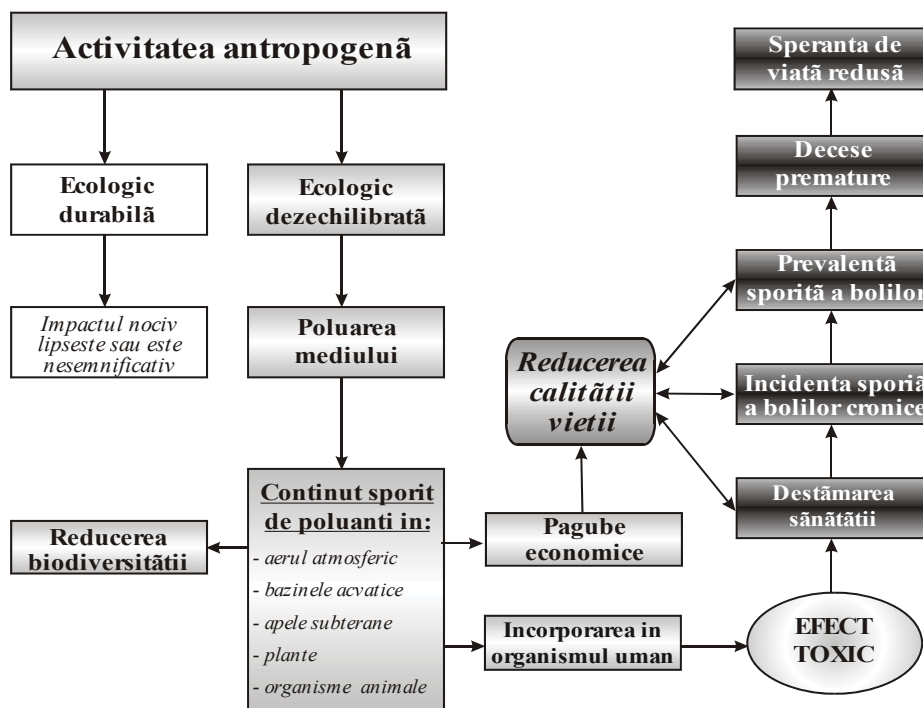 Activitatea antropogenã
Ecologic
durabilã
Impactul nociv
lipseste sau este
nesemnificativ
Ecologic
dezechilibratã
Poluarea
mediului
Continut sporit
de poluanti in:
- aerul atmosferic
- bazinele acvatice
- apele subterane
- plante
- organisme animale
Reducerea
biodiversitãtii
Pagube
economice
Incorporarea in
organismul uman
Reducerea
calitãtii
vietii
EFECT
TOXIC
Destãmarea
sãnãtãtii
Incidenta sporiã
a bolilor cronice
Prevalentã
sporitã a bolilor
Decese
premature
Speranta de
viatã redusã